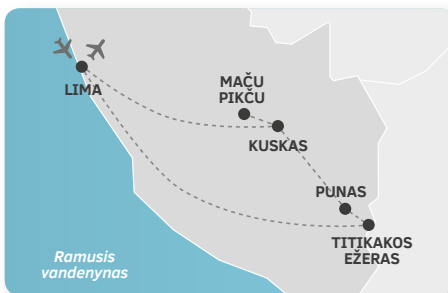 LIMA
MAČU
PIKČU
KUSKAS
PUNAS
TITIKAKOS
EŽERAS
Ramusis
vandenynas